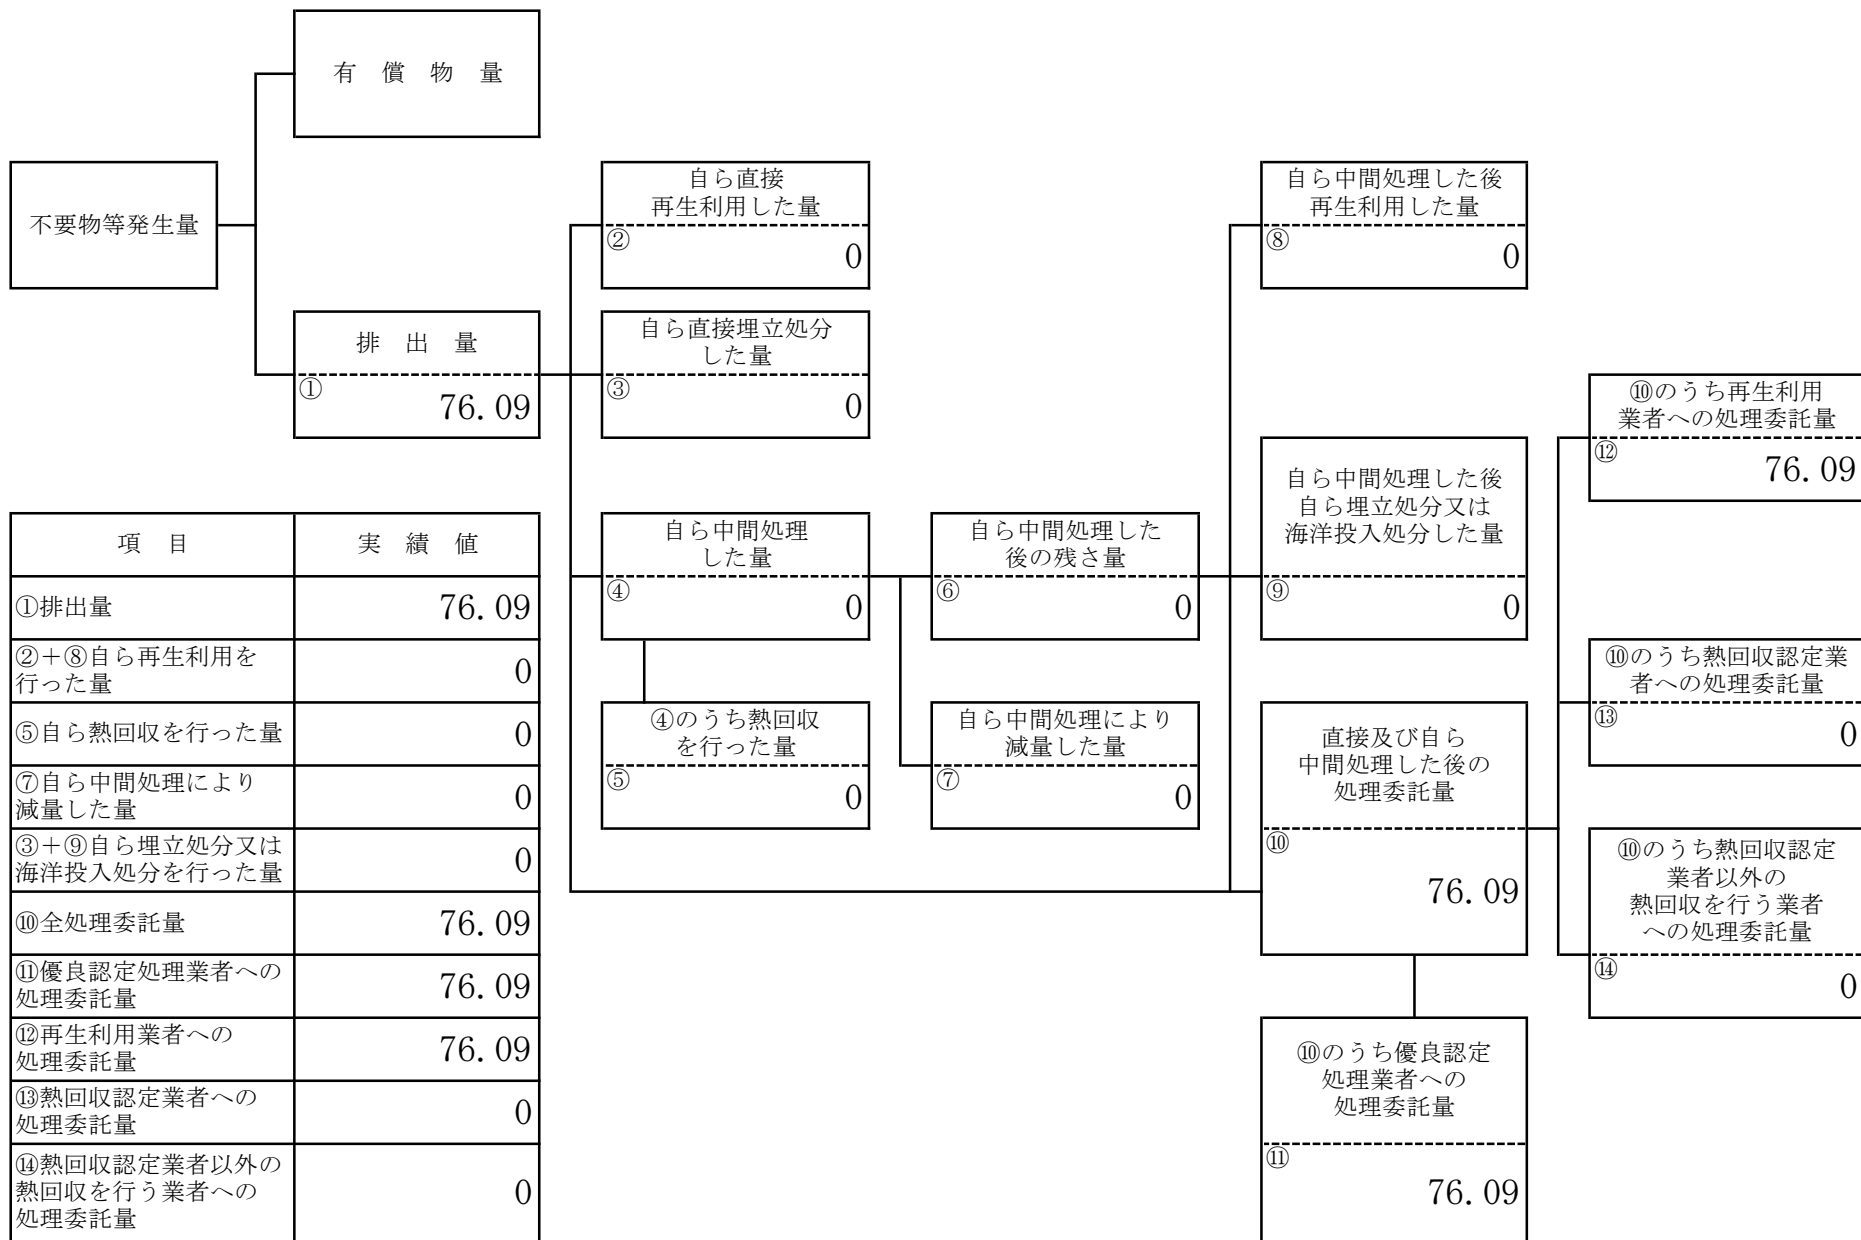 有　償　物　量
不要物等発生量
排　出　量
①
76.09
自ら直接
再生利用した量
②
0
自ら直接埋立処分
した量
③
0
自ら中間処理
した量
④
0
④のうち熱回収
を行った量
⑤
0
自ら中間処理した
後の残さ量
⑥
0
自ら中間処理により
減量した量
⑦
0
自ら中間処理した後
再生利用した量
⑧
0
自ら中間処理した後
自ら埋立処分又は
海洋投入処分した量
⑨
0
直接及び自ら
中間処理した後の
処理委託量
⑩
76.09
⑩のうち優良認定
処理業者への
処理委託量
⑪
76.09
⑩のうち再生利用
業者への処理委託量
⑫
76.09
⑩のうち熱回収認定業
者への処理委託量
⑬
0
⑩のうち熱回収認定
業者以外の
熱回収を行う業者
への処理委託量
⑭
0
項　目　実　績　値
①排出量　76.09
②＋⑧自ら再生利用を
行った量　0
⑤自ら熱回収を行った量　0
⑦自ら中間処理により
減量した量　0
③＋⑨自ら埋立処分又は
海洋投入処分を行った量　0
⑩全処理委託量　76.09
⑪優良認定処理業者への
処理委託量　76.09
⑫再生利用業者への
処理委託量　76.09
⑬熱回収認定業者への
処理委託量　0
⑭熱回収認定業者以外の
熱回収を行う業者への
処理委託量　0